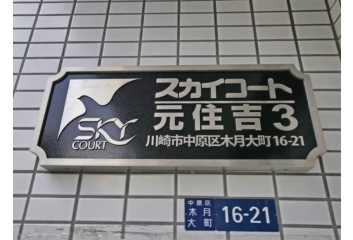 SKY
COURT
スカイコート
元住吉3
川崎市中原区木月大町16-21
中原区
木月
大町
16-21